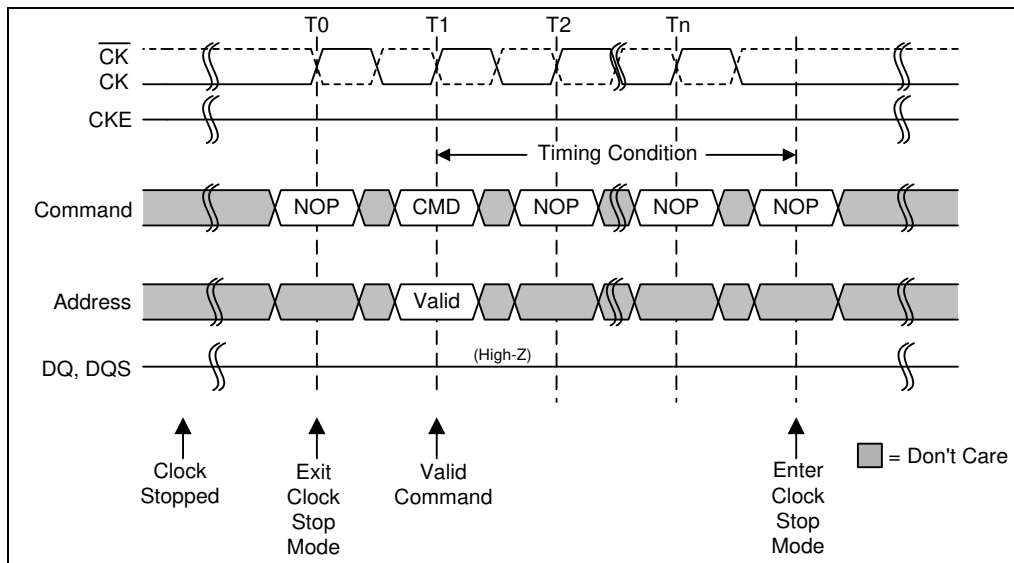 T0 T1 T2 Tn
CK
CK
CKE
Timing Condition
Command NOP CMD NOP NOP NOP
Address Valid
DQ, DQS (High-Z)
= Don't Care
Clock
Stopped
Exit
Clock
Stop
Mode
Valid
Command
Enter
Clock
Stop
Mode